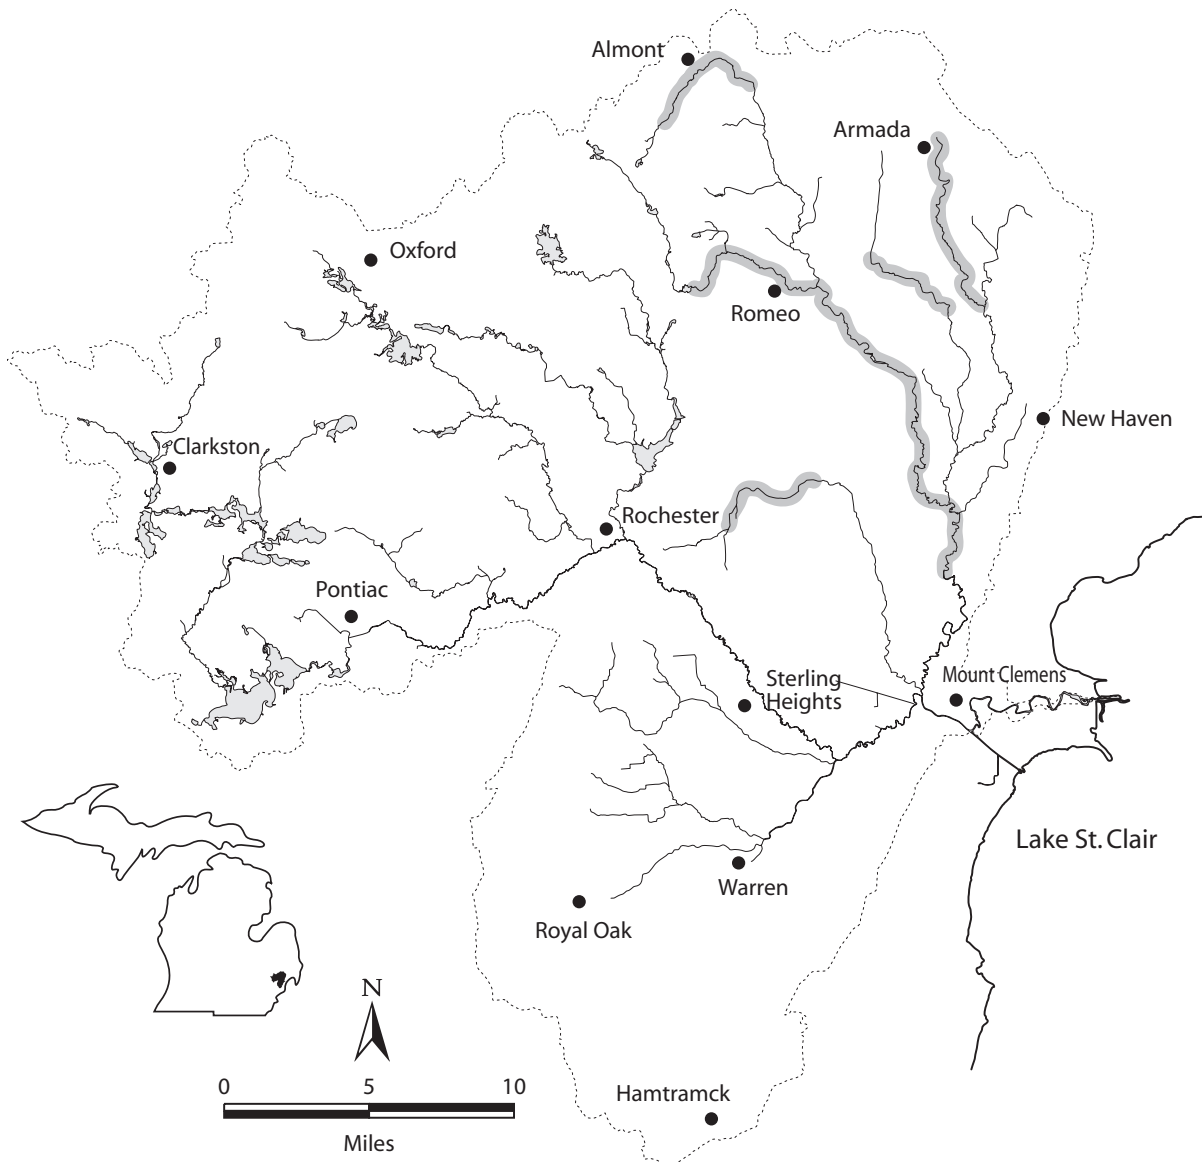 Almont
Armada
Oxford
Romeo
New Haven
Clarkston
Rochester
Pontiac
Sterling
Heights
Mount Clemens
Lake St. Clair
Warren
Royal Oak
N
0 5 10
Miles
Hamtramck